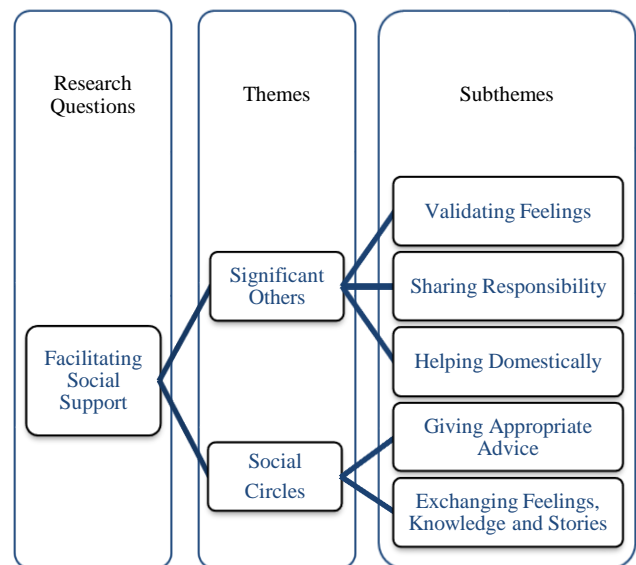 Research
Questions
Themes
Subthemes
Validating Feelings
Significant
Others
Sharing Responsibility
Facilitating
Social
Support
Helping Domestically
Social
Circles
Giving Appropriate
Advice
Exchanging Feelings,
Knowledge and Stories